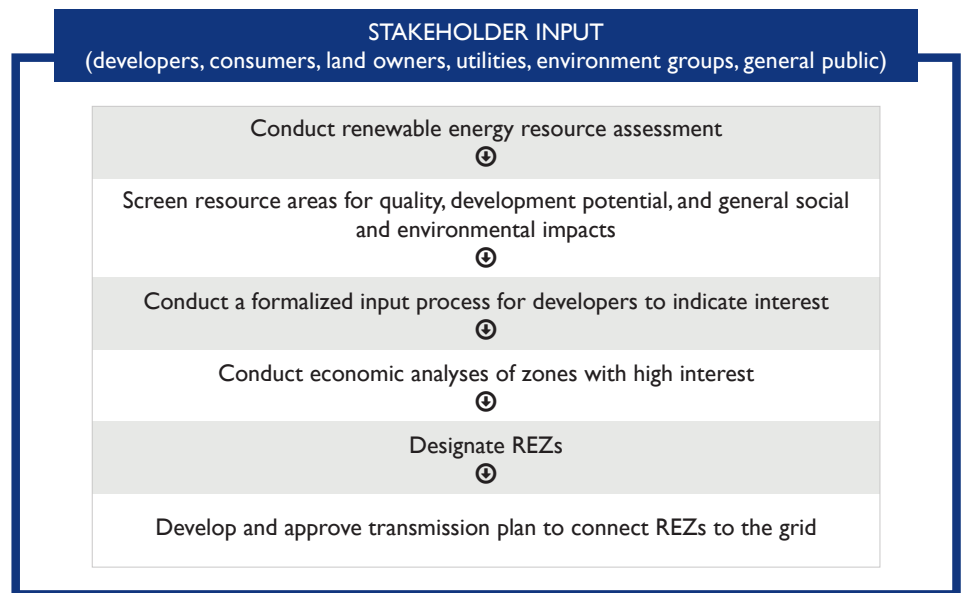 STAKEHOLDER INPUT
(developers, consumers, land owners, utilities, environment groups, general public)
Conduct renewable energy resource assessment
Screen resource areas for quality, development potential, and general social
and environmental impacts
Conduct a formalized input process for developers to indicate interest
Conduct economic analyses of zones with high interest
Designate REZs
Develop and approve transmission plan to connect REZs to the grid